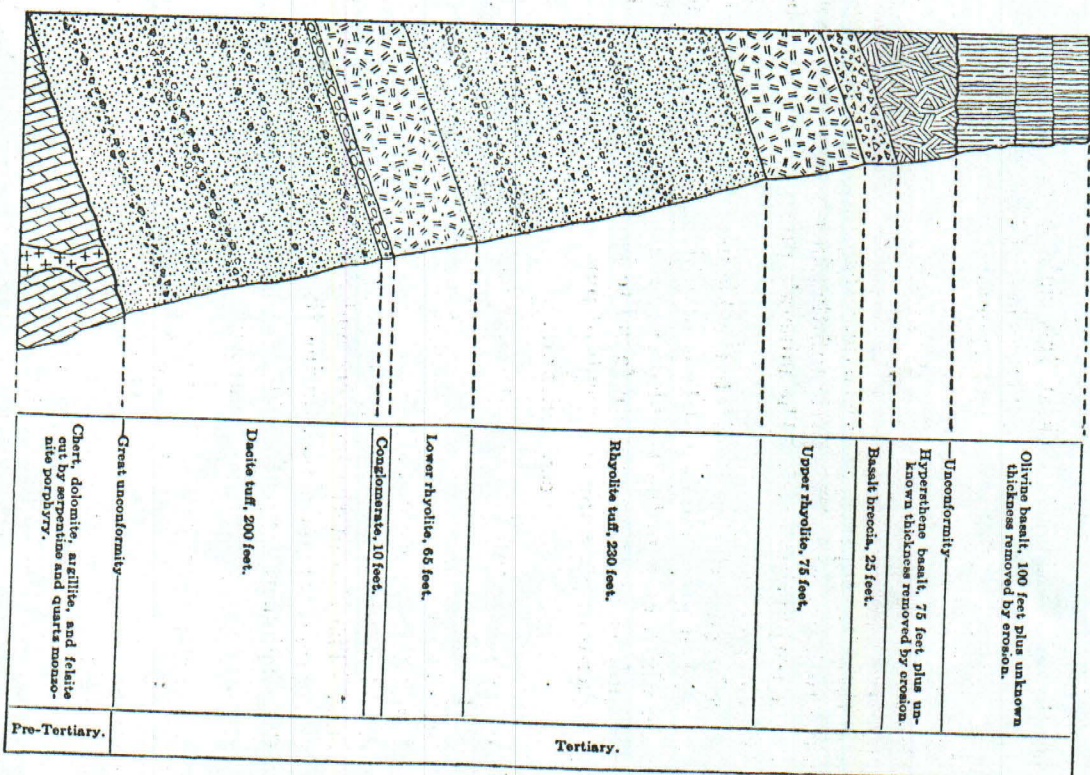 Olivine basalt, 100 feet plus unknown
thickness removed by erosion.
Unconformity
Hypersthene basalt, 75 feet plus un-
known thickness removed by erosion.
Basalt breccia, 25 feet.
Upper rhyolite, 75 feet.
Rhyolite tuff, 230 feet.
Lower rhyolite, 65 feet.
Conglomerate, 10 feet.
Dacite tuff, 200 feet.
Great unconformity
Chert, dolomite, argillite, and felsite
cut by serpentine and quartz monzo-
nite porphyry.
Tertiary.
Pre-Tertiary.